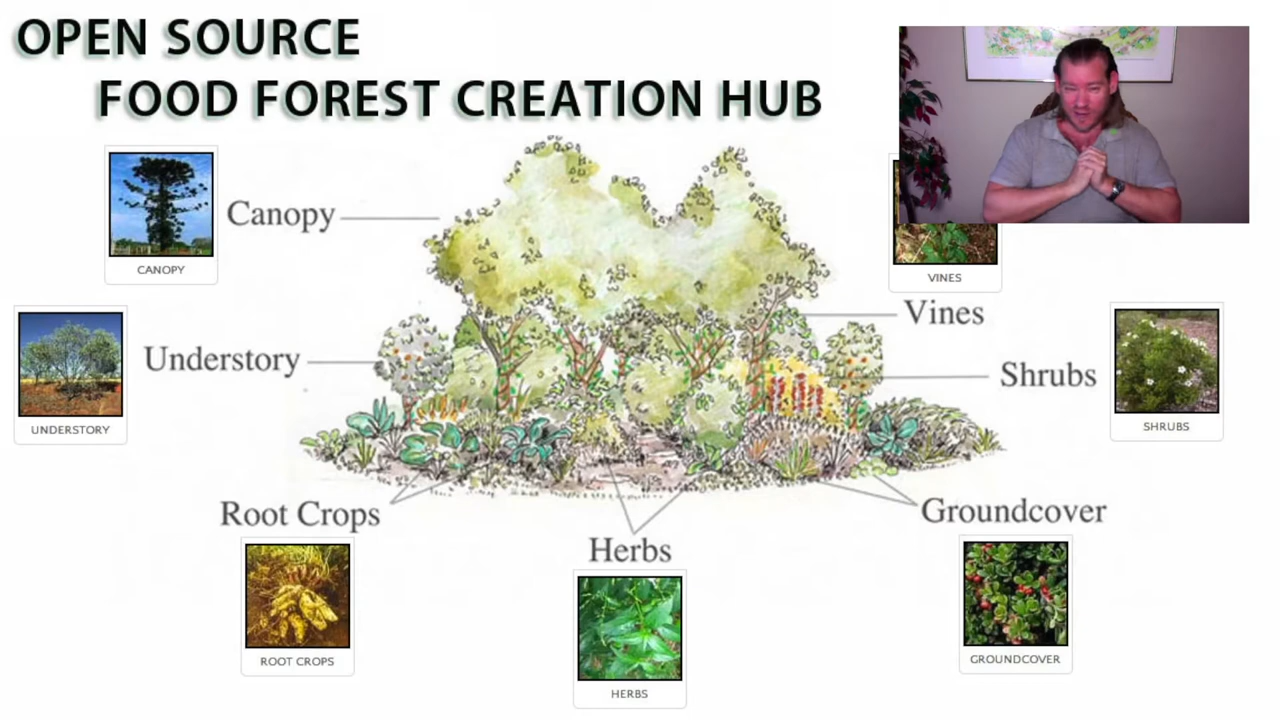 OPEN SOURCE
FOOD FOREST CREATION HUB
CANOPY
Canopy
VINES
Vines
UNDERSTORY
Understory
Shrubs
SHRUBS
Root Crops
Groundcover
Herbs
ROOT CROPS
HERBS
GROUNDCOVER